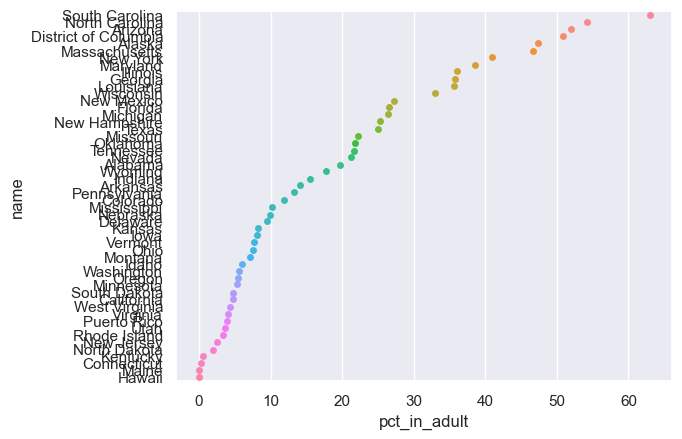 South Carolina
North Carolina
Arizona
District of Columbia
Alaska
Massachusetts
New York
Maryland
Illinois
Georgia
Louisiana
Wisconsin
New Mexico
Florida
Michigan
New Hampshire
Texas
Missouri
Oklahoma
Tennessee
Nevada
Alabama
Wyoming
Indiana
Arkansas
Pennsylvania
Colorado
Mississippi
Nebraska
Delaware
Kansas
Iowa
Vermont
Ohio
Montana
Idaho
Washington
Oregon
Minnesota
South Dakota
California
West Virginia
Virginia
Puerto Rico
Utah
Rhode Island
New Jersey
North Dakota
Kentucky
Connecticut
Maine
Hawaii
name
0 10 20 30 40 50 60
pct_in_adult